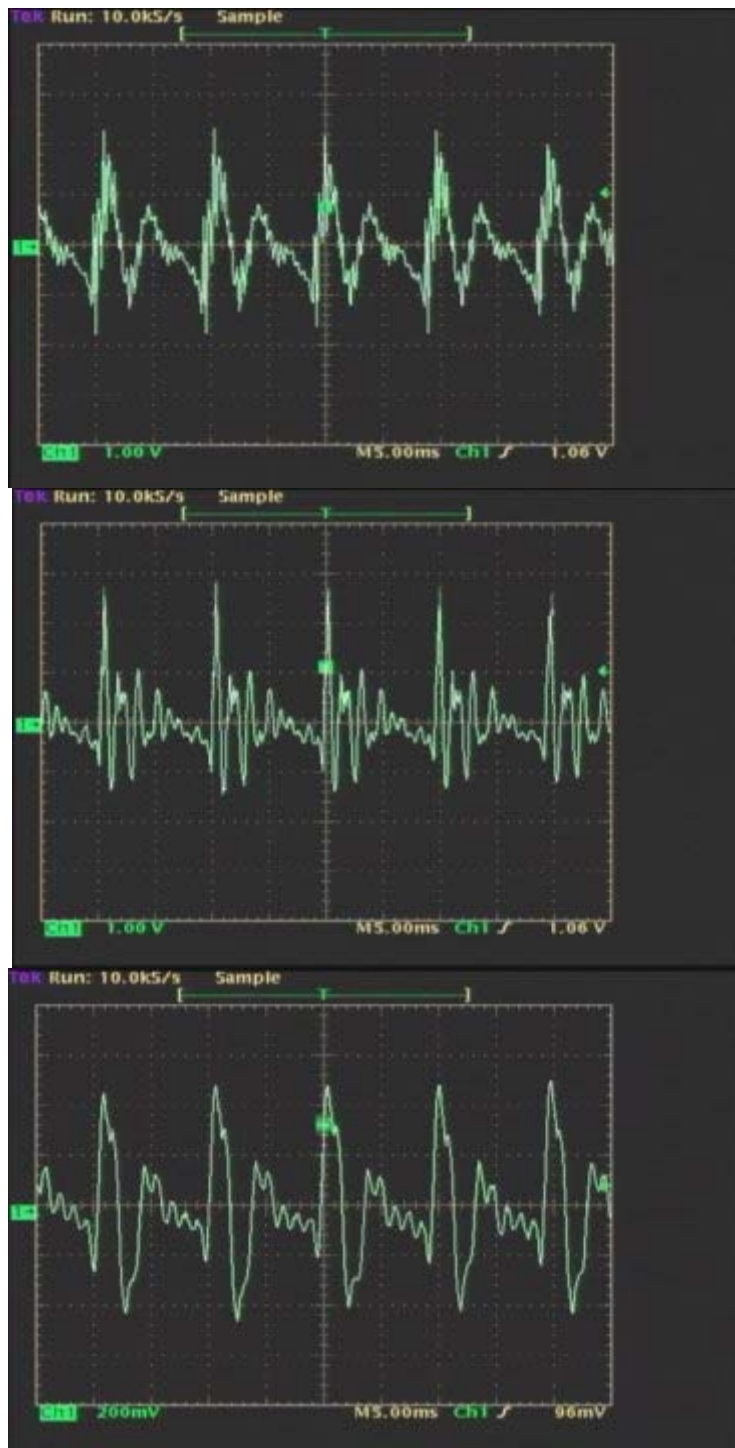 Tek Run: 10.0kS/s Sample
[ T ]
1→
Ch1 1.00 V M5.00ms Ch1 1.06 V
Tek Run: 10.0kS/s Sample
[ T ]
1→
Ch1 1.00 V M5.00ms Ch1 1.06 V
Tek Run: 10.0kS/s Sample
[ T ]
1→
Ch1 200mV M5.00ms Ch1 96mV